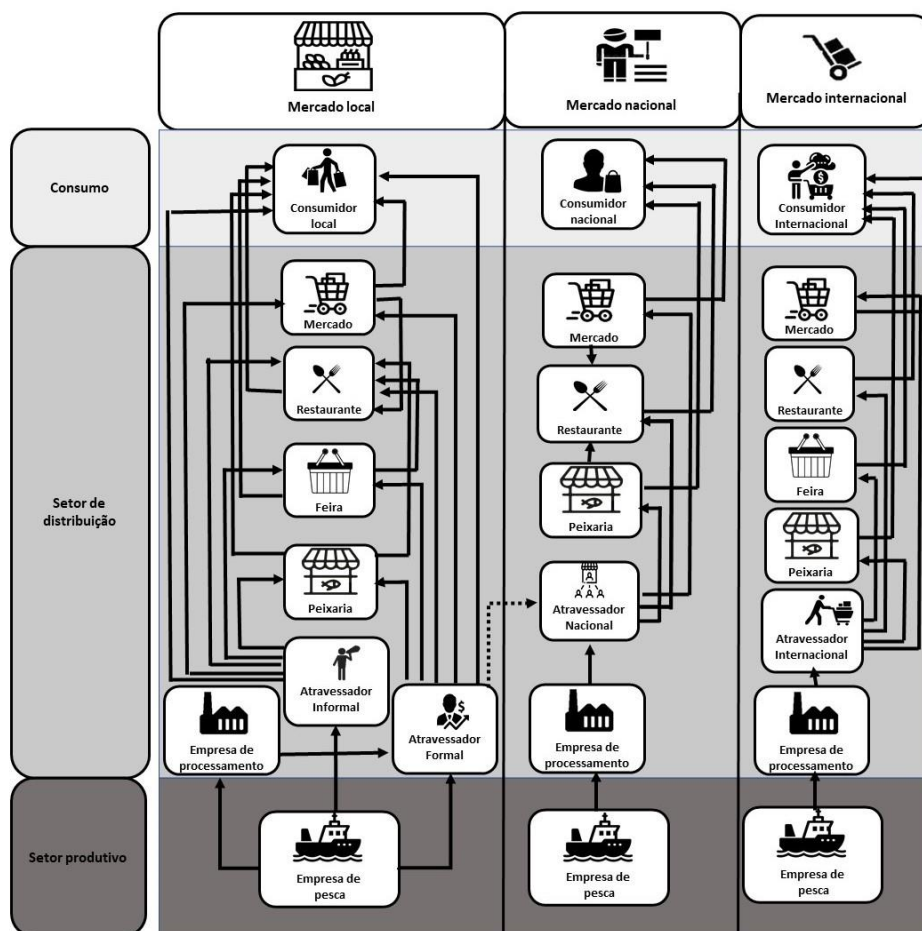 Mercado local
Mercado nacional
Mercado internacional
Consumo
Consumidor
local
Consumidor
nacional
Consumidor
Internacional
Setor de
distribuição
Mercado
Restaurante
Feira
Peixaria
Atravessador
Informal
Empresa de
processamento
Atravessador
Formal
Mercado
Restaurante
Peixaria
Atravessador
Nacional
Empresa de
processamento
Mercado
Restaurante
Feira
Peixaria
Atravessador
Internacional
Empresa de
processamento
Setor produtivo
Empresa de
pesca
Empresa de
pesca
Empresa de
pesca